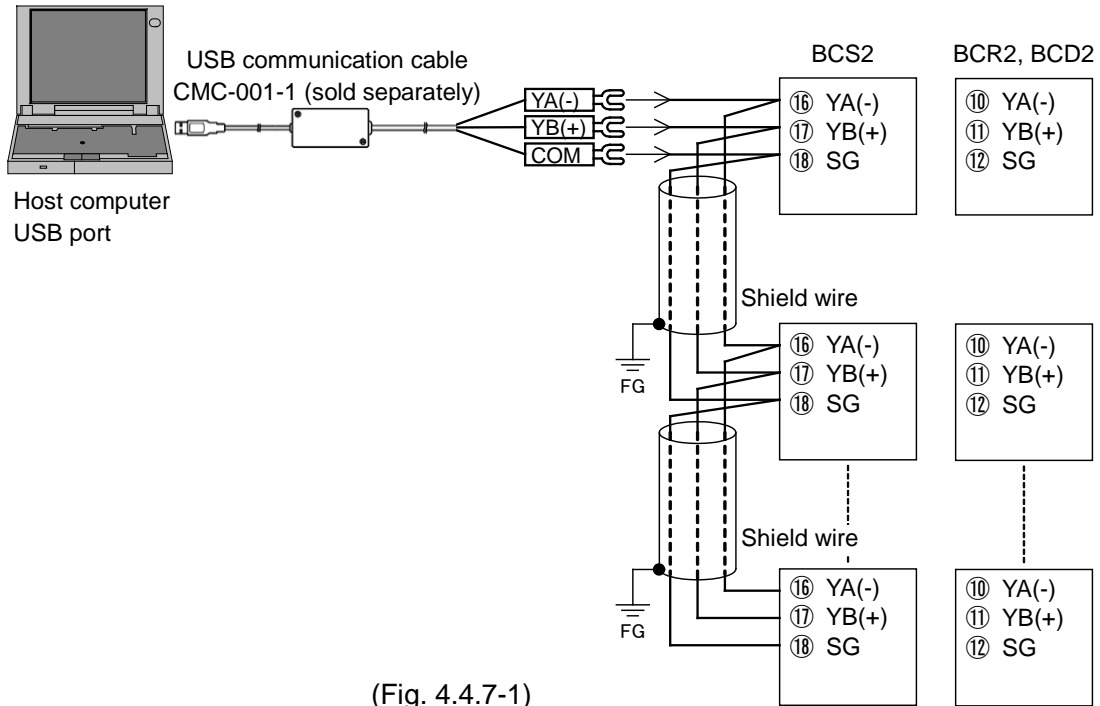 BCS2
BCR2, BCD2
USB communication cable
CMC-001-1 (sold separately)
YA(-)
YB(+)
COM
⑯ YA(-)
⑰ YB(+)
⑱ SG
⑩ YA(-)
⑪ YB(+)
⑫ SG
Host computer
USB port
Shield wire
FG
⑯ YA(-)
⑰ YB(+)
⑱ SG
⑩ YA(-)
⑪ YB(+)
⑫ SG
Shield wire
FG
⑯ YA(-)
⑰ YB(+)
⑱ SG
⑩ YA(-)
⑪ YB(+)
⑫ SG
(Fig. 4.4.7-1)